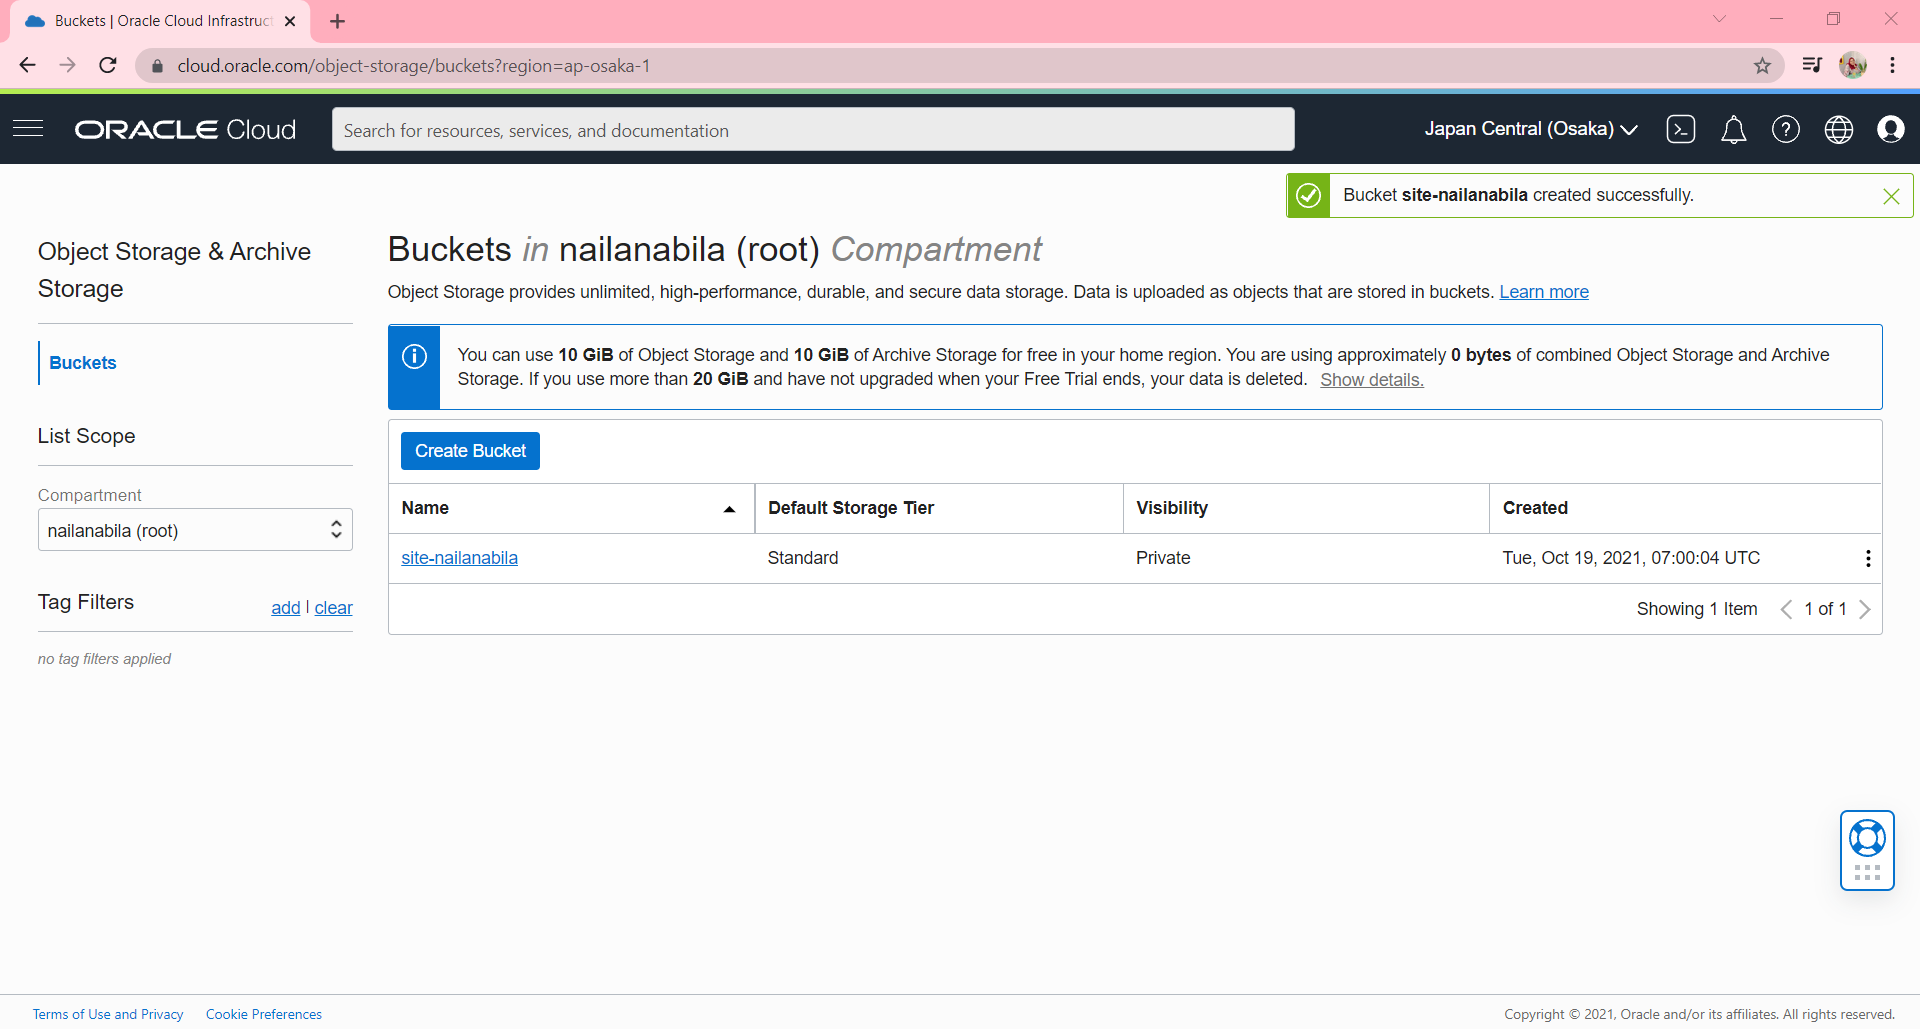 Buckets | Oracle Cloud Infrastruct
cloud.oracle.com/object-storage/buckets?region=ap-osaka-1
ORACLE Cloud
Search for resources, services, and documentation
Japan Central (Osaka)
Bucket site-nailanabila created successfully.
Object Storage & Archive
Storage
Buckets
List Scope
Compartment
nailanabila (root)
Tag Filters
add | clear
no tag filters applied
Buckets in nailanabila (root) Compartment
Object Storage provides unlimited, high-performance, durable, and secure data storage. Data is uploaded as objects that are stored in buckets. Learn more
You can use 10 GiB of Object Storage and 10 GiB of Archive Storage for free in your home region. You are using approximately 0 bytes of combined Object Storage and Archive
Storage. If you use more than 20 GiB and have not upgraded when your Free Trial ends, your data is deleted. Show details.
Create Bucket
Name Default Storage Tier Visibility Created
site-nailanabila Standard Private Tue, Oct 19, 2021, 07:00:04 UTC
Showing 1 Item 1 of 1
Terms of Use and Privacy Cookie Preferences
Copyright © 2021, Oracle and/or its affiliates. All rights reserved.